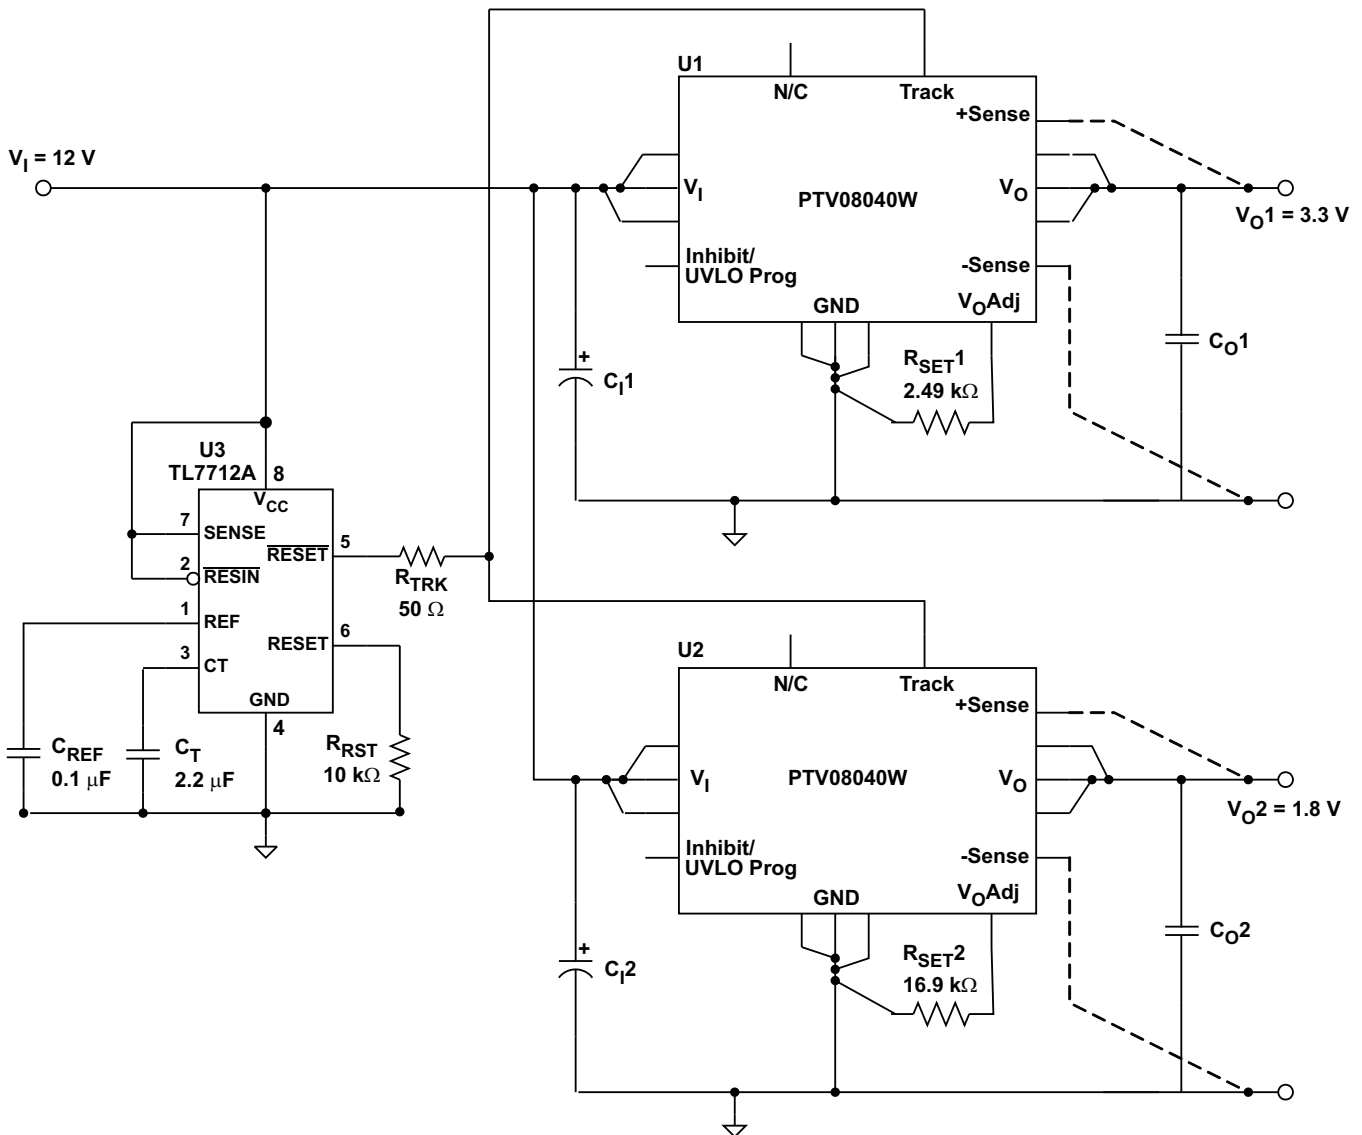 U1
N/C
Track
+Sense
V_I = 12 V
V_I
PTV08040W
V_O
V_O1 = 3.3 V
Inhibit/
UVLO Prog
-Sense
GND
V_OAdj
+
C_I1
R_SET1
2.49 kΩ
C_O1
U3
TL7712A
8
V_CC
7
SENSE
RESET
5
2
RESIN
R_TRK
50 Ω
1
REF
RESET
6
3
CT
GND
4
C_REF
0.1 μF
C_T
2.2 μF
R_RST
10 kΩ
U2
N/C
Track
+Sense
V_I
PTV08040W
V_O
V_O2 = 1.8 V
Inhibit/
UVLO Prog
-Sense
GND
V_OAdj
+
C_I2
R_SET2
16.9 kΩ
C_O2